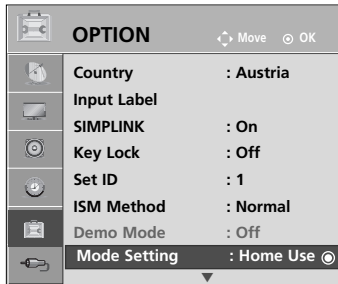 OPTION Move OK
Country : Austria
Input Label
SIMPLINK : On
Key Lock : Off
Set ID : 1
ISM Method : Normal
Demo Mode : Off
Mode Setting : Home Use